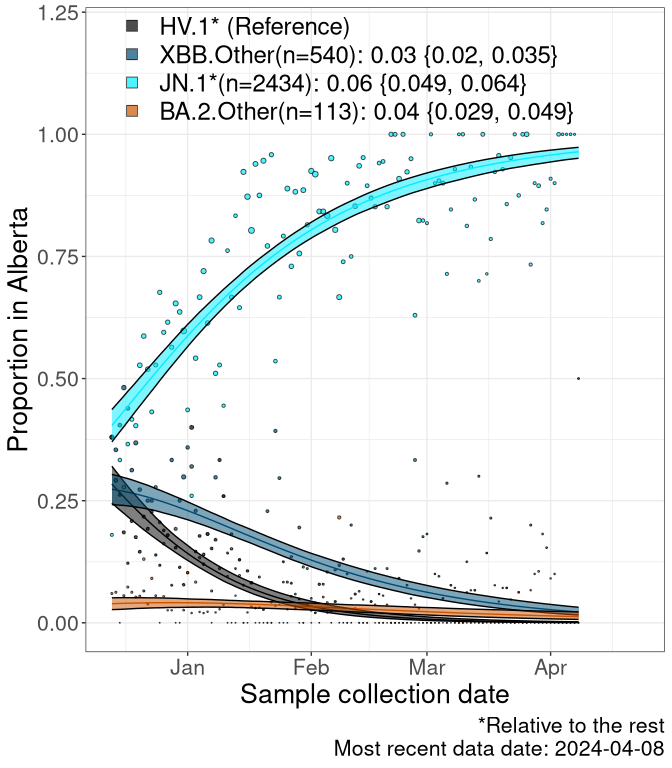 1.25
HV.1* (Reference)
XBB.Other(n=540): 0.03 {0.02, 0.035}
JN.1*(n=2434): 0.06 {0.049, 0.064}
BA.2.Other(n=113): 0.04 {0.029, 0.049}
1.00
0.75
0.50
0.25
0.00
Proportion in Alberta
Jan Feb Mar Apr
Sample collection date
*Relative to the rest
Most recent data date: 2024-04-08